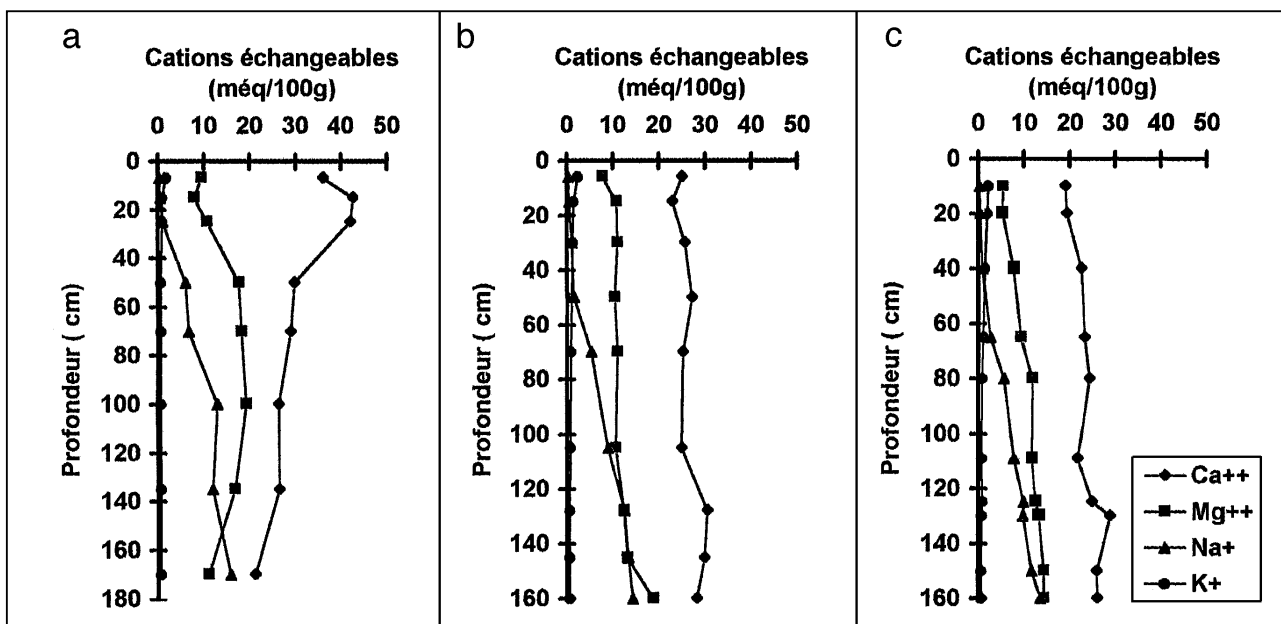 a
Cations échangeables
(méq/100g)
0 10 20 30 40 50
0
20
40
60
80
100
120
140
160
180
Profondeur ( cm)
b
Cations échangeables
(méq/100g)
0 10 20 30 40 50
0
20
40
60
80
100
120
140
160
Profondeur ( cm)
c
Cations échangeables
(méq/100g)
0 10 20 30 40 50
0
20
40
60
80
100
120
140
160
Profondeur ( cm)
Ca++
Mg++
Na+
K+